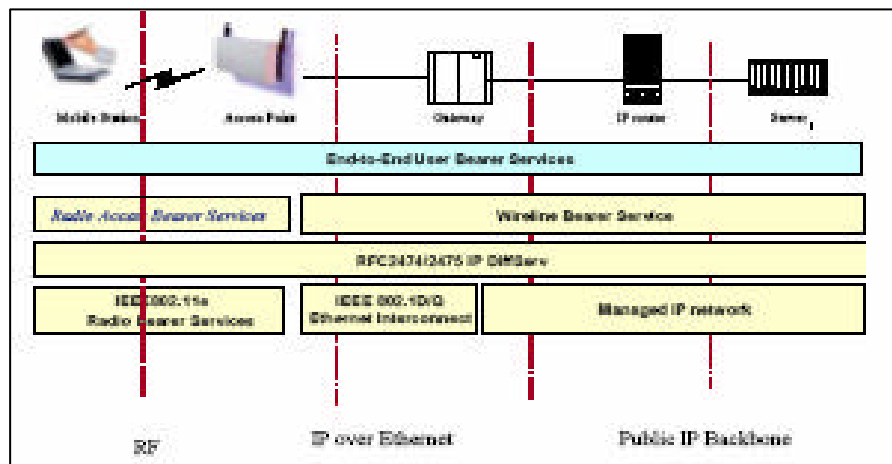 Mobile Station
Access Point
Gateway
IP router
Server
End-to-End User Bearer Services
Radio Access Bearer Services
Wireline Bearer Service
RFC2474/2475 IP DiffServ
IEEE802.11e
Radio Bearer Services
IEEE 802.1D/Q
Ethernet Interconnect
Managed IP network
RF
IP over Ethernet
Public IP Backbone